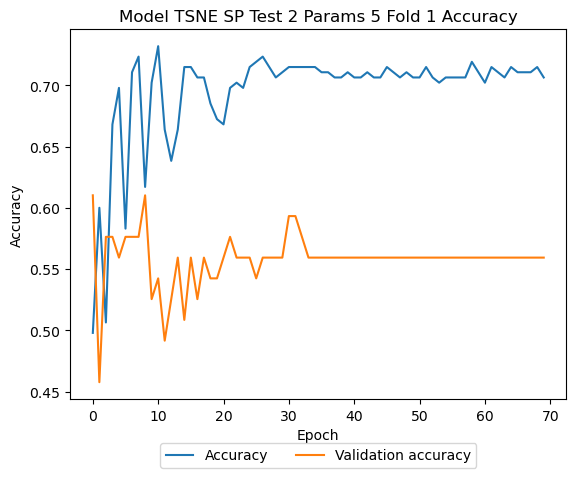 Model TSNE SP Test 2 Params 5 Fold 1 Accuracy
0.70
0.65
0.60
0.55
0.50
0.45
Accuracy
0 10 20 30 40 50 60 70
Epoch
Accuracy Validation accuracy